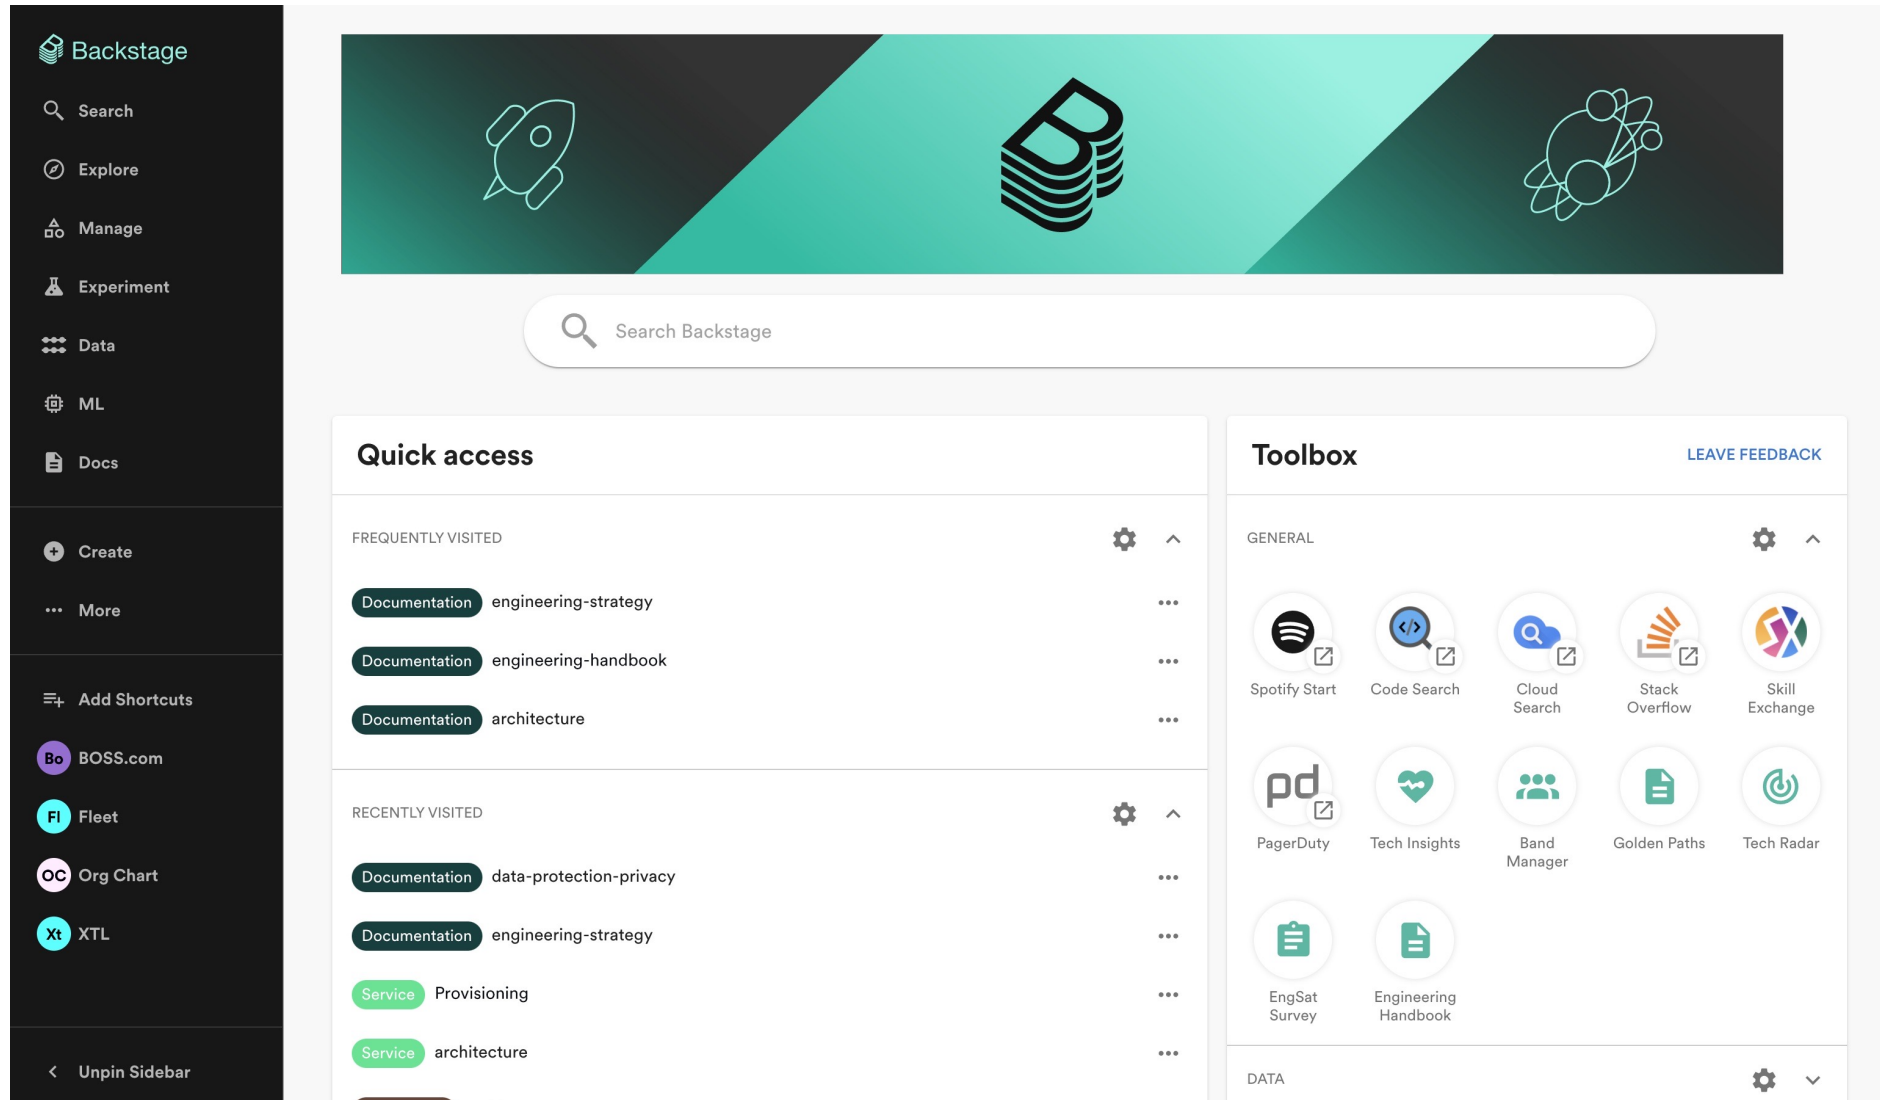 Backstage
Search
Explore
Manage
Experiment
Data
ML
Docs
Create
More
Add Shortcuts
Bo BOSS.com
Fl Fleet
OC Org Chart
Xt XTL
Unpin Sidebar
Search Backstage
Quick access
FREQUENTLY VISITED
Documentation engineering-strategy
Documentation engineering-handbook
Documentation architecture
RECENTLY VISITED
Documentation data-protection-privacy
Documentation engineering-strategy
Service Provisioning
Service architecture
Toolbox
LEAVE FEEDBACK
GENERAL
Spotify Start
Code Search
Cloud
Search
Stack
Overflow
Skill
Exchange
pd
PagerDuty
Tech Insights
Band
Manager
Golden Paths
Tech Radar
EngSat
Survey
Engineering
Handbook
DATA